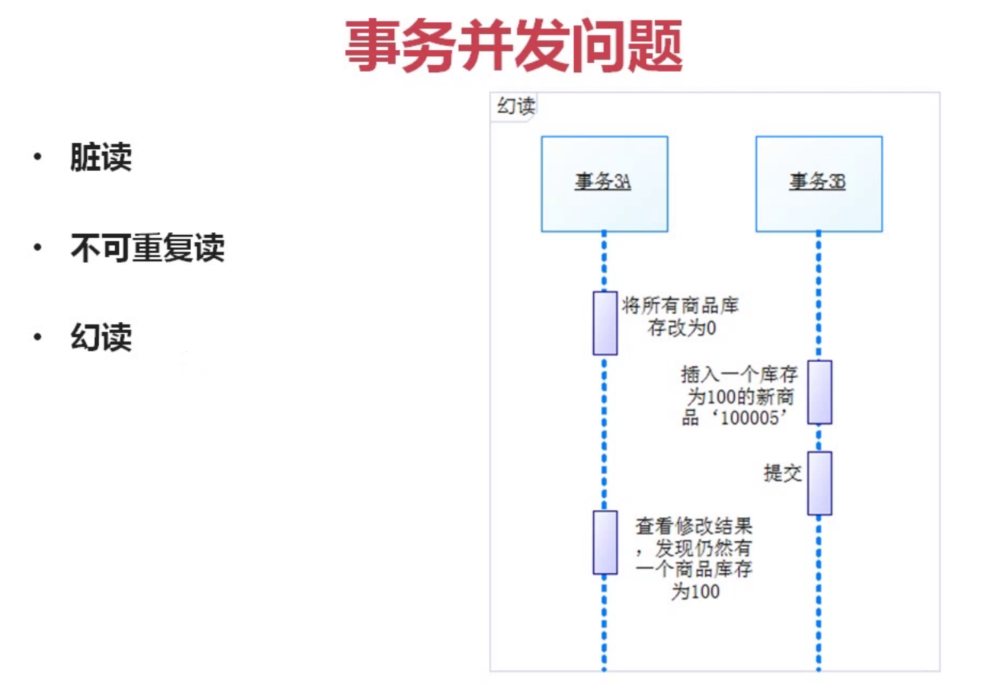 事务并发问题
• 脏读
• 不可重复读
• 幻读
幻读
事务3A
事务3B
将所有商品库
存改为0
插入一个库存
为100的新商
品‘100005’
提交
查看修改结果
，发现仍然有
一个商品库存
为100